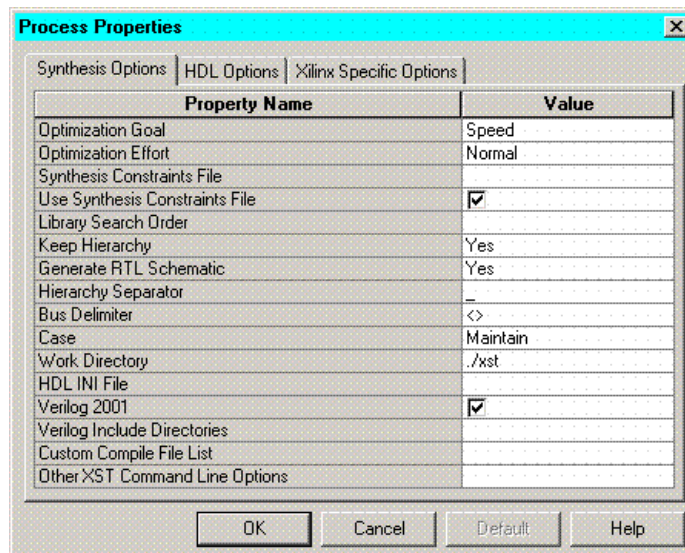 Process Properties
Synthesis Options HDL Options Xilinx Specific Options
Property Name Value
Optimization Goal Speed
Optimization Effort Normal
Synthesis Constraints File
Use Synthesis Constraints File
Library Search Order
Keep Hierarchy Yes
Generate RTL Schematic Yes
Hierarchy Separator _
Bus Delimiter <>
Case Maintain
Work Directory ./xst
HDL INI File
Verilog 2001
Verilog Include Directories
Custom Compile File List
Other XST Command Line Options
OK Cancel Default Help